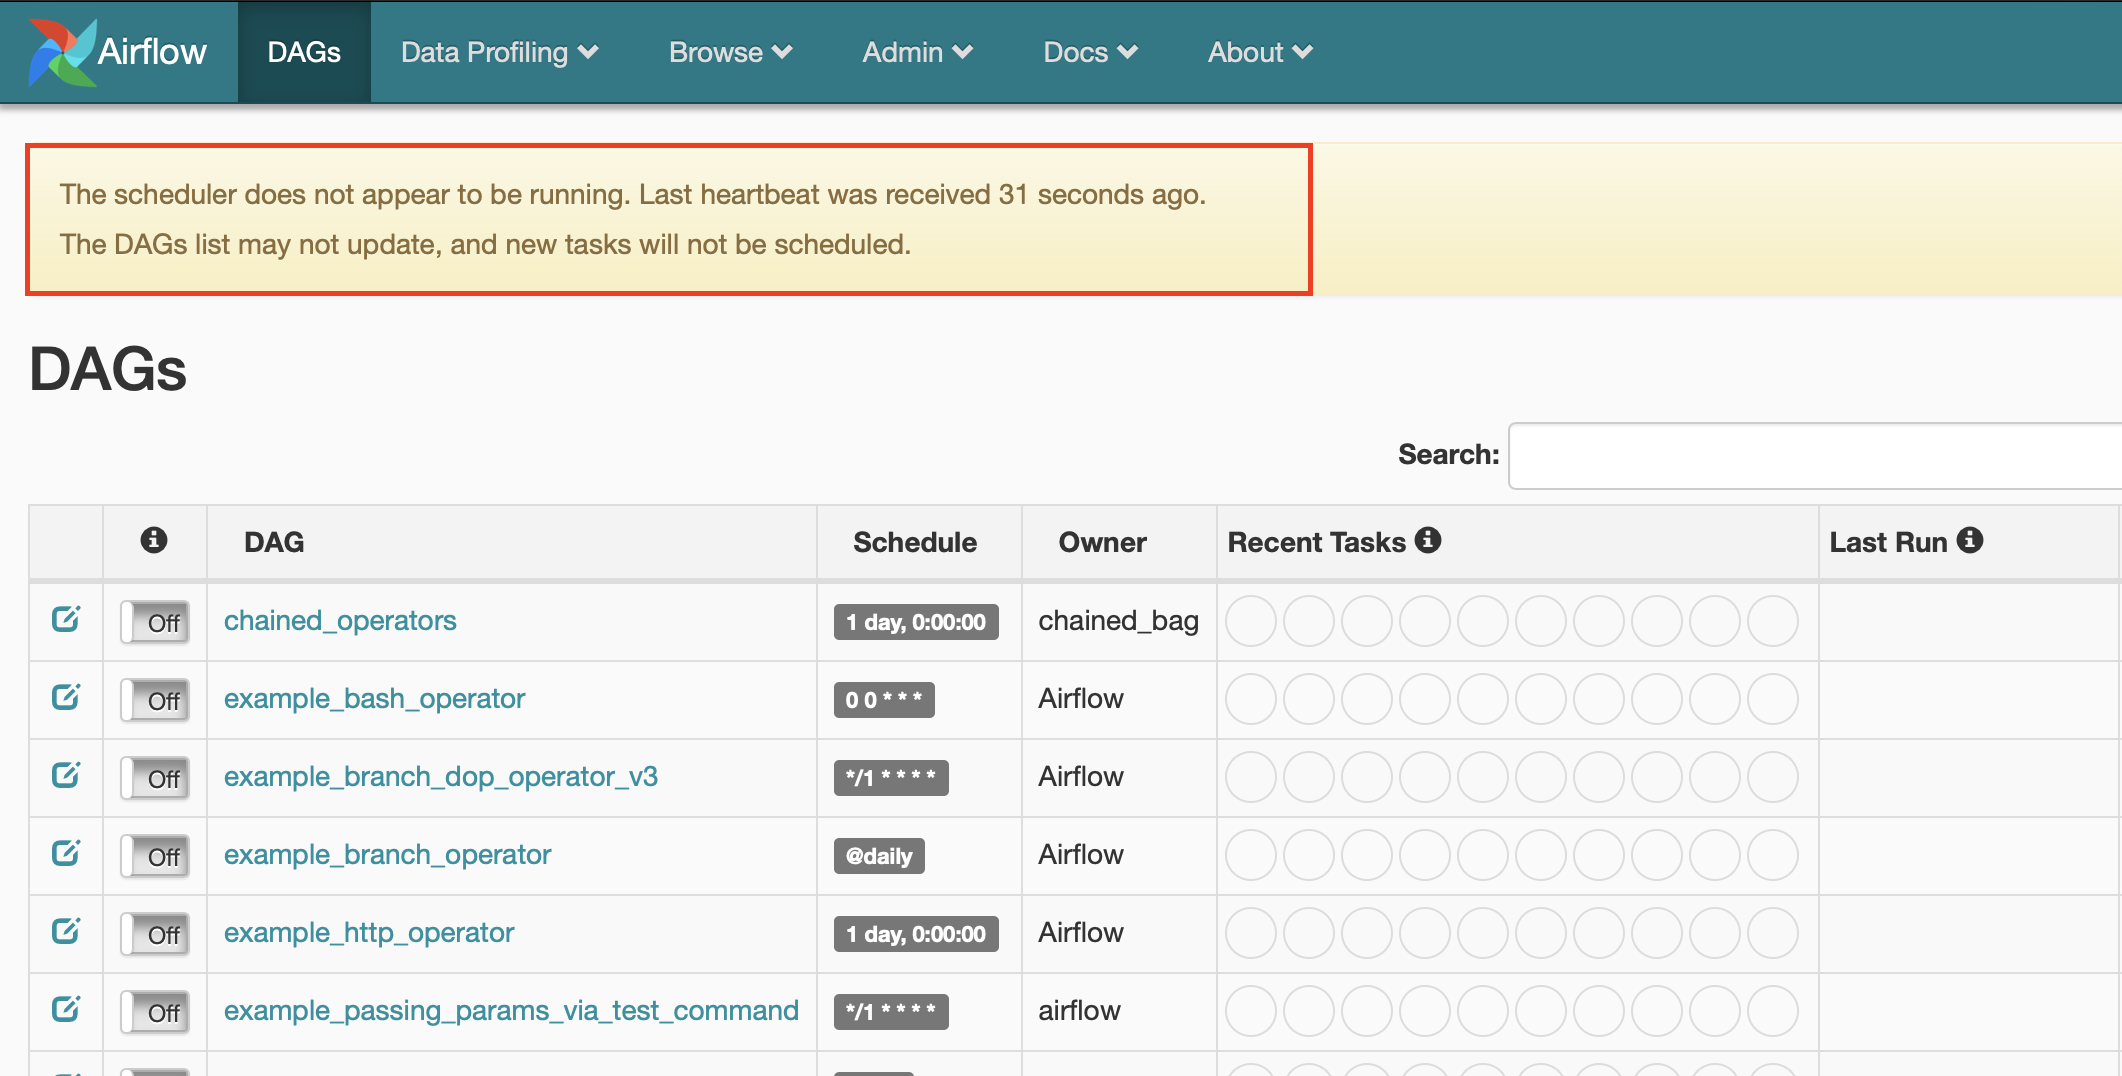 Airflow DAGs Data Profiling Browse Admin Docs About
The scheduler does not appear to be running. Last heartbeat was received 31 seconds ago.
The DAGs list may not update, and new tasks will not be scheduled.
DAGs
Search:
DAG Schedule Owner Recent Tasks Last Run
Off chained_operators 1 day, 0:00:00 chained_bag
Off example_bash_operator 0 0 * * * Airflow
Off example_branch_dop_operator_v3 */1 * * * * Airflow
Off example_branch_operator @daily Airflow
Off example_http_operator 1 day, 0:00:00 Airflow
Off example_passing_params_via_test_command */1 * * * * airflow